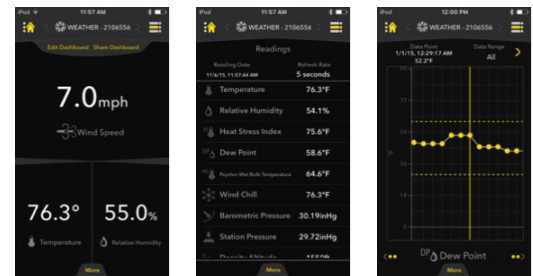 iPod 11:57 AM
WEATHER - 2106556
Edit Dashboard Share Dashboard
7.0mph
Wind Speed
76.3° 55.0%
Temperature Relative Humidity
More
iPod 11:57 AM
WEATHER - 2106556
Readings
Reading Date Refresh Rate
11/6/15, 11:57:44 AM 5 seconds
Temperature 76.3°F
Relative Humidity 54.1%
Heat Stress Index 75.6°F
DP Dew Point 58.6°F
Psychro Wet Bulb Temperature 64.6°F
Wind Chill 76.3°F
Barometric Pressure 30.19inHg
Station Pressure 29.72inHg
Density Altitude
More
iPod 12:00 PM
WEATHER - 2106556
Data Point Data Range
1/1/15, 12:29:17 AM All
52.2°F
°F
0
DP Dew Point
More